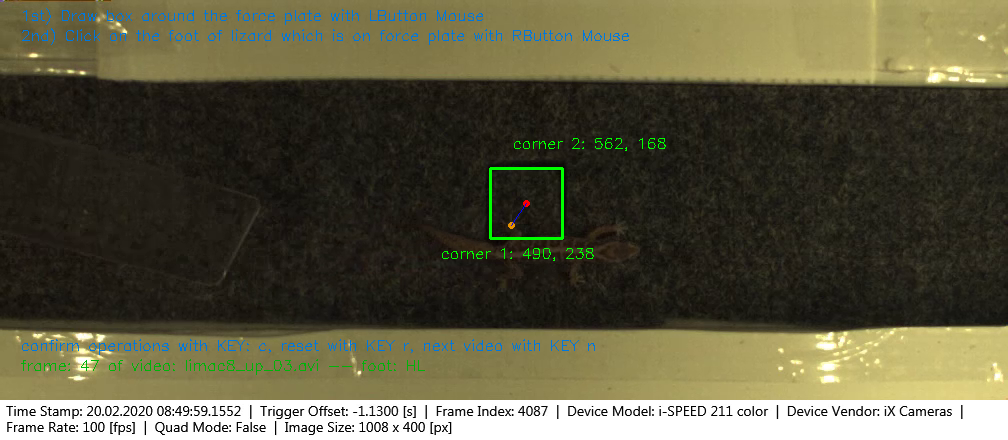 1st) Draw box around the force plate with LButton Mouse
2nd) Click on the foot of lizard which is on force plate with RButton Mouse
corner 2: 562, 168
corner 1: 490, 238
confirm operations with KEY: c, reset with KEY r, next video with KEY n
frame: 47 of video: limac3_up_03.avi -- foot: HL
Time Stamp: 20.02.2020 08:49:59.1552 | Trigger Offset: -1.1300 [s] | Frame Index: 4087 | Device Model: i-SPEED 211 color | Device Vendor: iX Cameras |
Frame Rate: 100 [fps] | Quad Mode: False | Image Size: 1008 x 400 [px]